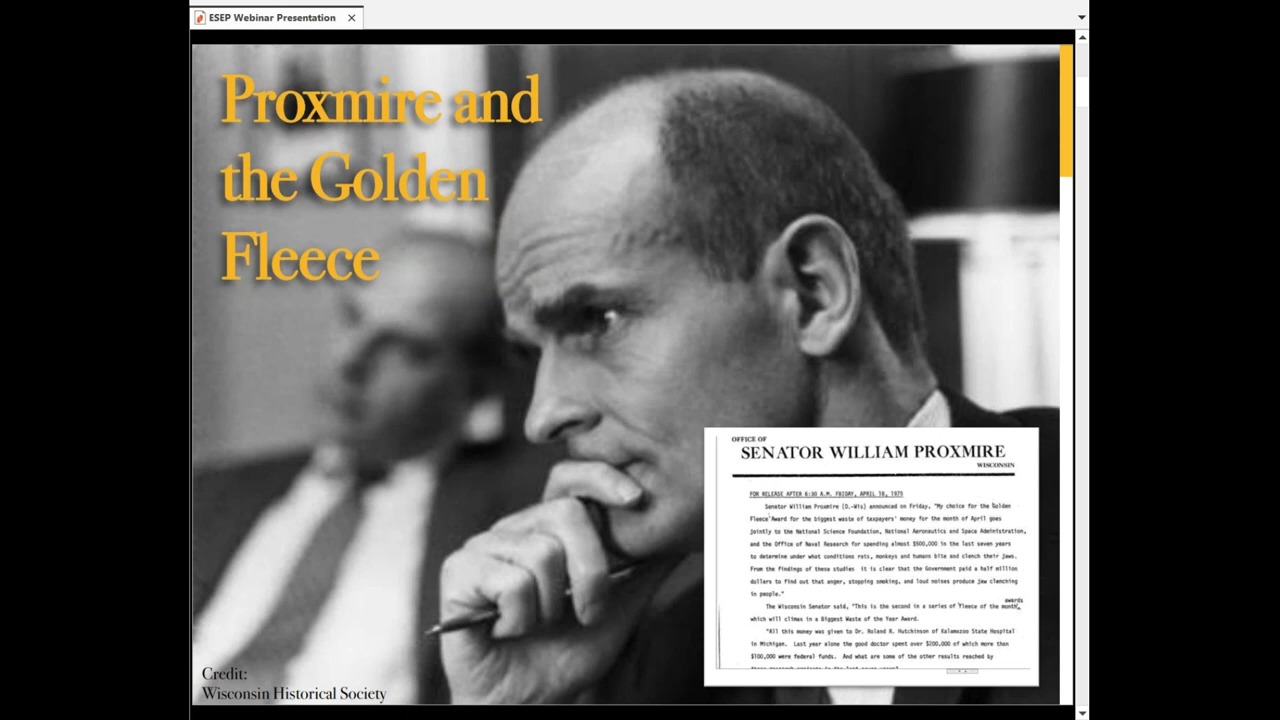 ESEP Webinar Presentation
Proxmire and
the Golden
Fleece
OFFICE OF
SENATOR WILLIAM PROXMIRE
WISCONSIN
FOR RELEASE AFTER 6:30 A.M. FRIDAY, APRIL 18, 1975
Senator William Proxmire (D.-Wis) announced on Friday, "My choice for the Golden
Fleece Award for the biggest waste of taxpayers' money for the month of April goes
jointly to the National Science Foundation, National Aeronautics and Space Administration,
and the Office of Naval Research for spending almost $500,000 in the last seven years
to determine under what conditions rats, monkeys and humans bite and clench their jaws.
From the findings of these studies it is clear that the Government paid a half million
dollars to find out that anger, stopping smoking, and loud noises produce jaw clenching
in people."
awards
The Wisconsin Senator said, "This is the second in a series of 'fleece of the month',
which will climax in a Biggest Waste of the Year Award.
"All this money was given to Dr. Ronald R. Hutchinson of Kalamazoo State Hospital
in Michigan. Last year alone the good doctor spent over $200,000 of which more than
$100,000 were federal funds. And what are some of the other results reached by
Credit:
Wisconsin Historical Society